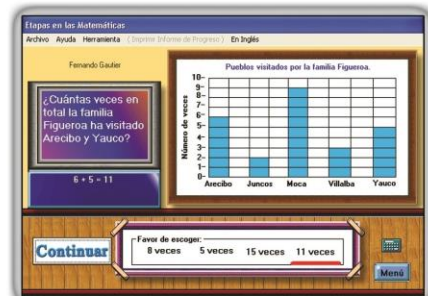 Etapas en las Matemáticas
Archivo Ayuda Herramienta ( Imprime Informe de Progreso ) En Inglés
Fernando Gautier
¿Cuántas veces en
total la familia
Figueroa ha visitado
Arecibo y Yauco?
6 + 5 = 11
Pueblos visitados por la familia Figueroa.
Número de veces
10
9
8
7
6
5
4
3
2
1
0
Arecibo Juncos Moca Villalba Yauco
Continuar
Favor de escoger:
8 veces 5 veces 15 veces 11 veces
Menú